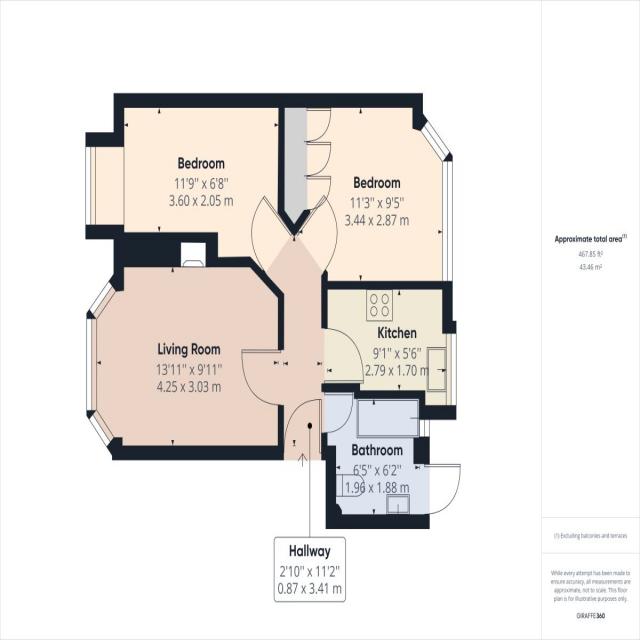 Bedroom
11'9" x 6'8"
3.60 x 2.05 m
Bedroom
11'3" x 9'5"
3.44 x 2.87 m
Living Room
13'11" x 9'11"
4.25 x 3.03 m
Kitchen
9'1" x 5'6"
2.79 x 1.70 m
Bathroom
6'5" x 6'2"
1.96 x 1.88 m
Hallway
2'10" x 11'2"
0.87 x 3.41 m
Approximate total area(1)
467.85 ft²
43.46 m²
(1) Excluding balconies and terraces
While every attempt has been made to
ensure accuracy, all measurements are
approximate, not to scale. This floor
plan is for illustrative purposes only.
GIRAFFE360